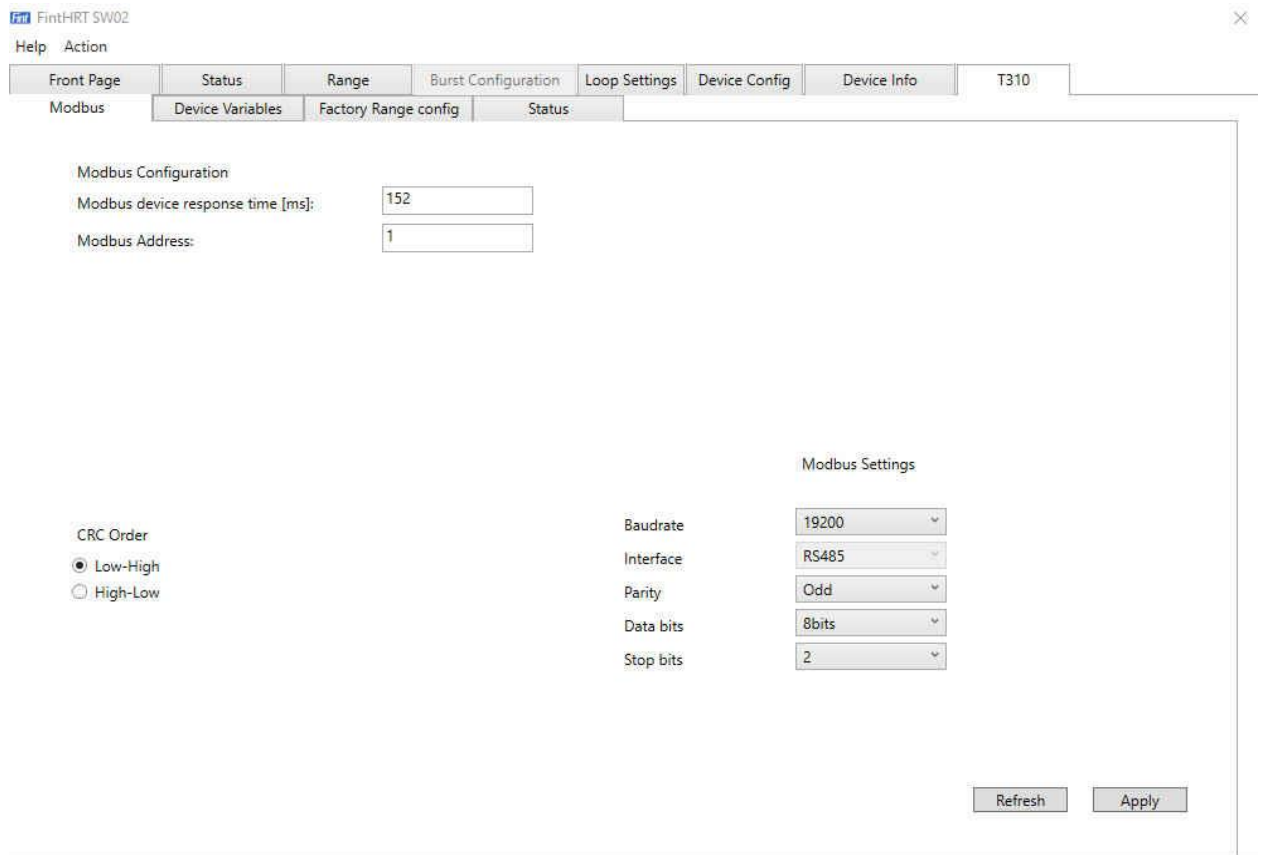 Fint FintHRT SW02
Help Action
Front Page Status Range Burst Configuration Loop Settings Device Config Device Info T310
Modbus Device Variables Factory Range config Status
Modbus Configuration
Modbus device response time [ms]: 152
Modbus Address: 1
Modbus Settings
CRC Order
Low-High
High-Low
Baudrate 19200
Interface RS485
Parity Odd
Data bits 8bits
Stop bits 2
Refresh Apply